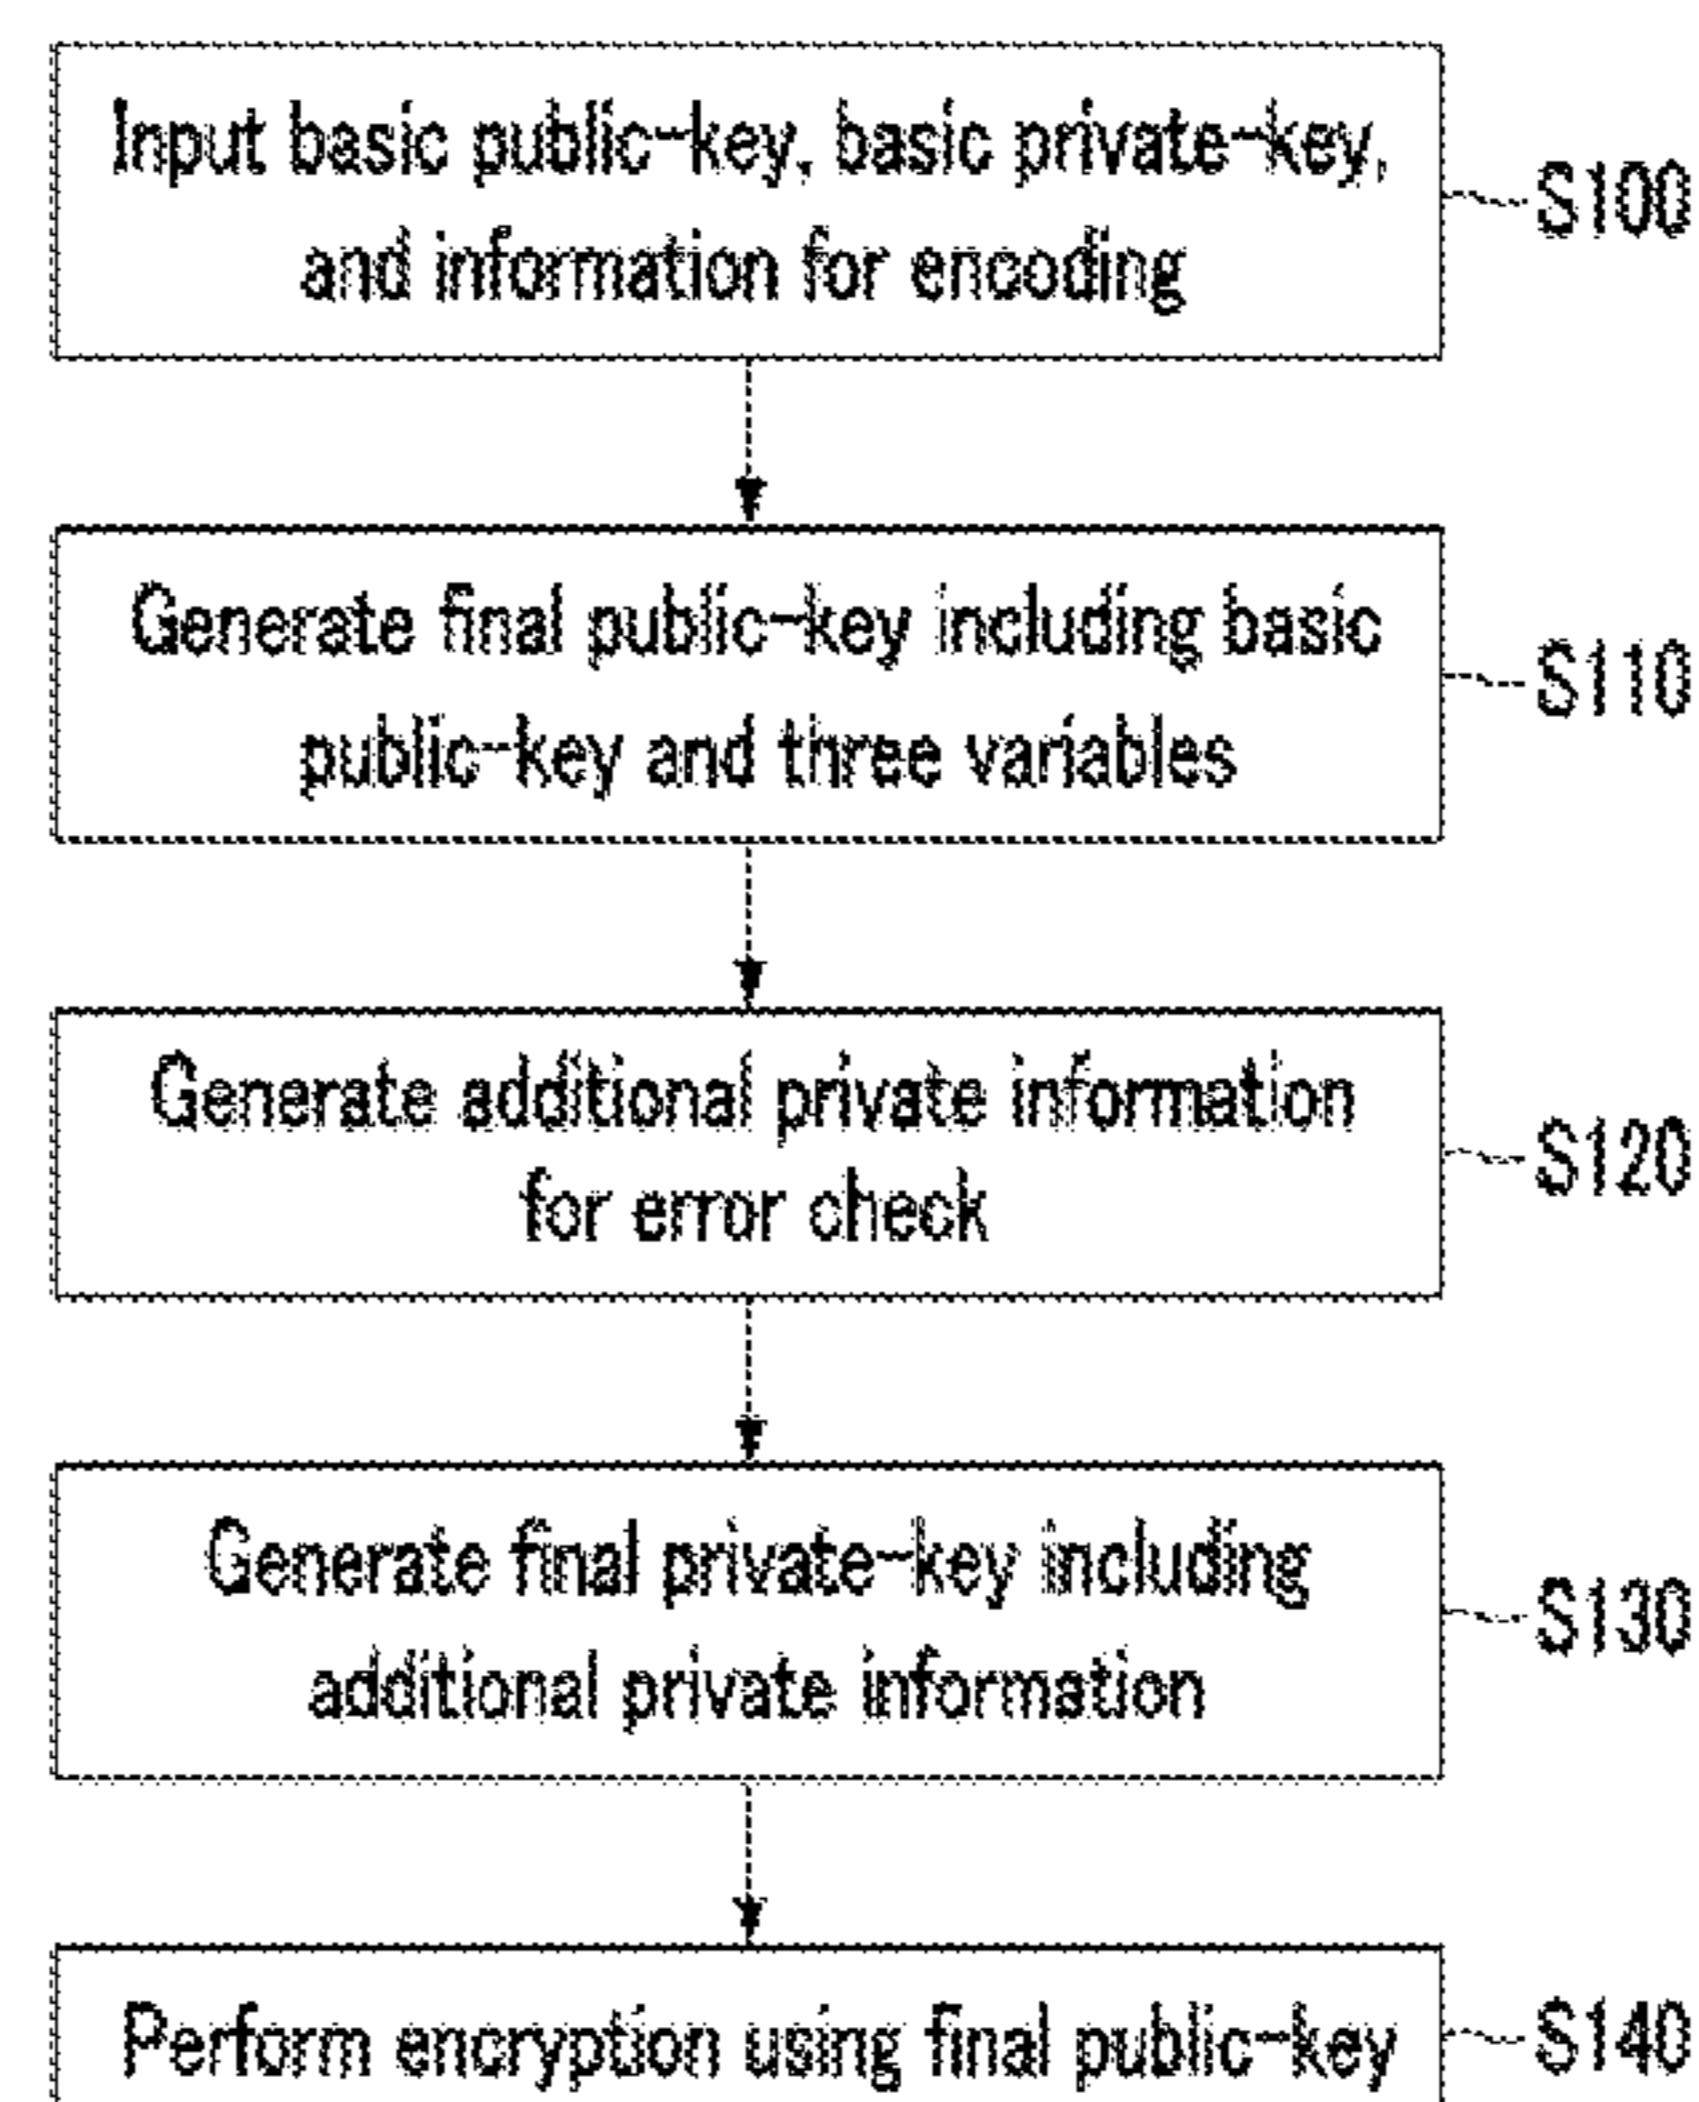 Input basic public-key, basic private-key,
and information for encoding
S100
Generate final public-key including basic
public-key and three variables
S110
Generate additional private information
for error check
S120
Generate final private-key including
additional private information
S130
Perform encryption using final public-key
S140